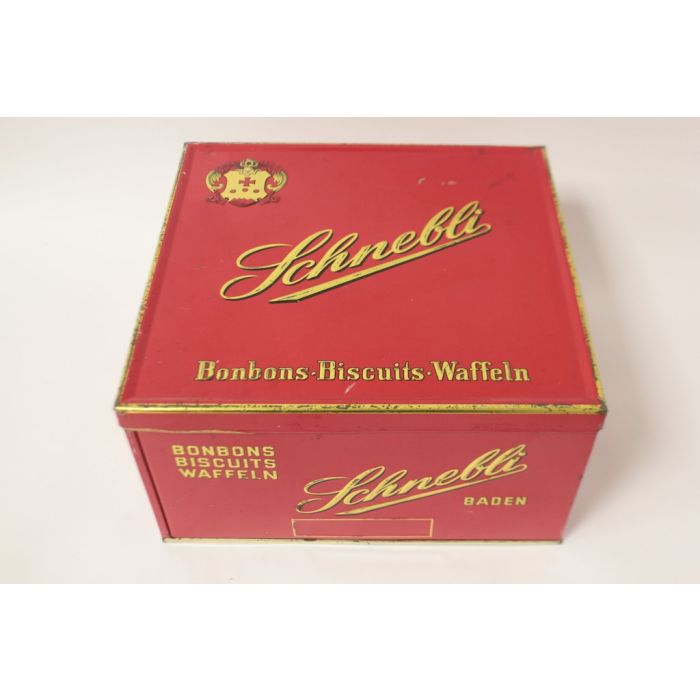 Schnebli
Bonbons·Biscuits·Waffeln
BONBONS
BISCUITS
WAFFELN
Schnebli
BADEN